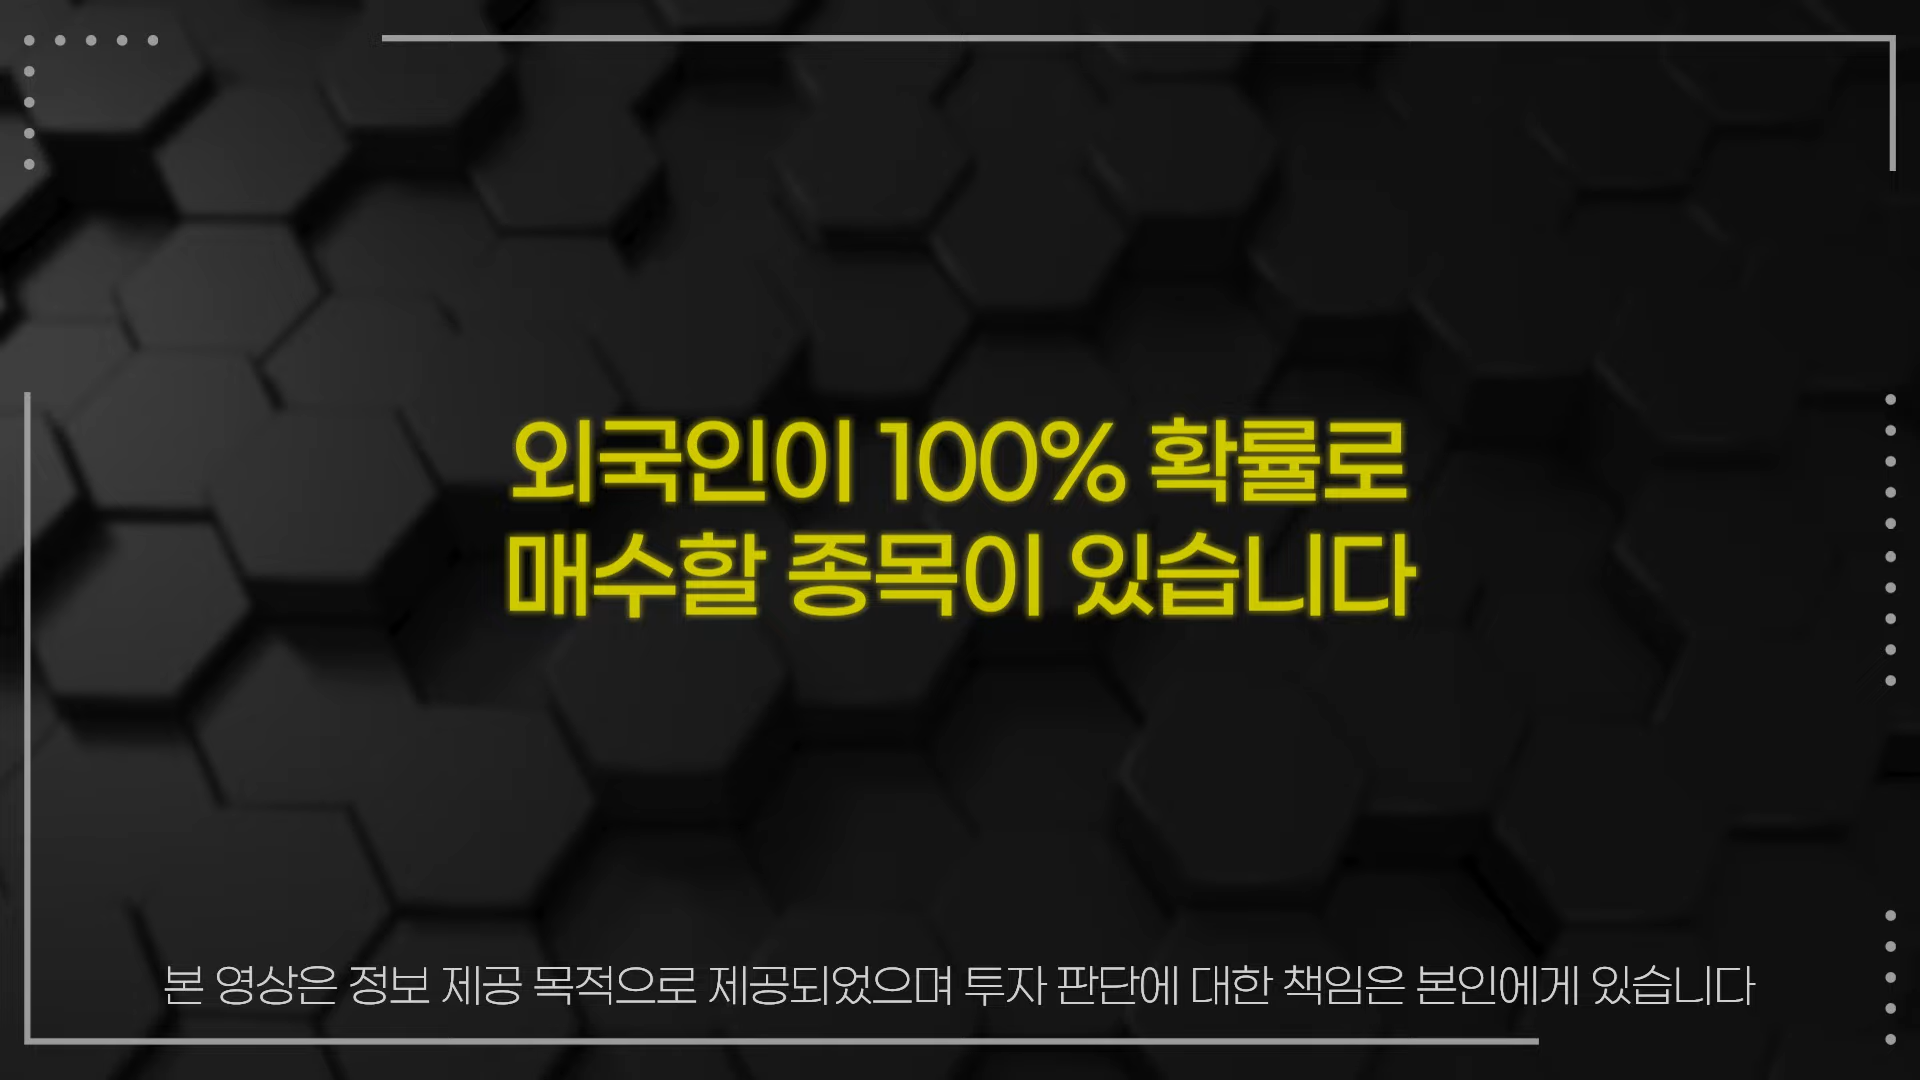 외국인이 100% 확률로
매수할 종목이 있습니다
본 영상은 정보 제공 목적으로 제공되었으며 투자 판단에 대한 책임은 본인에게 있습니다